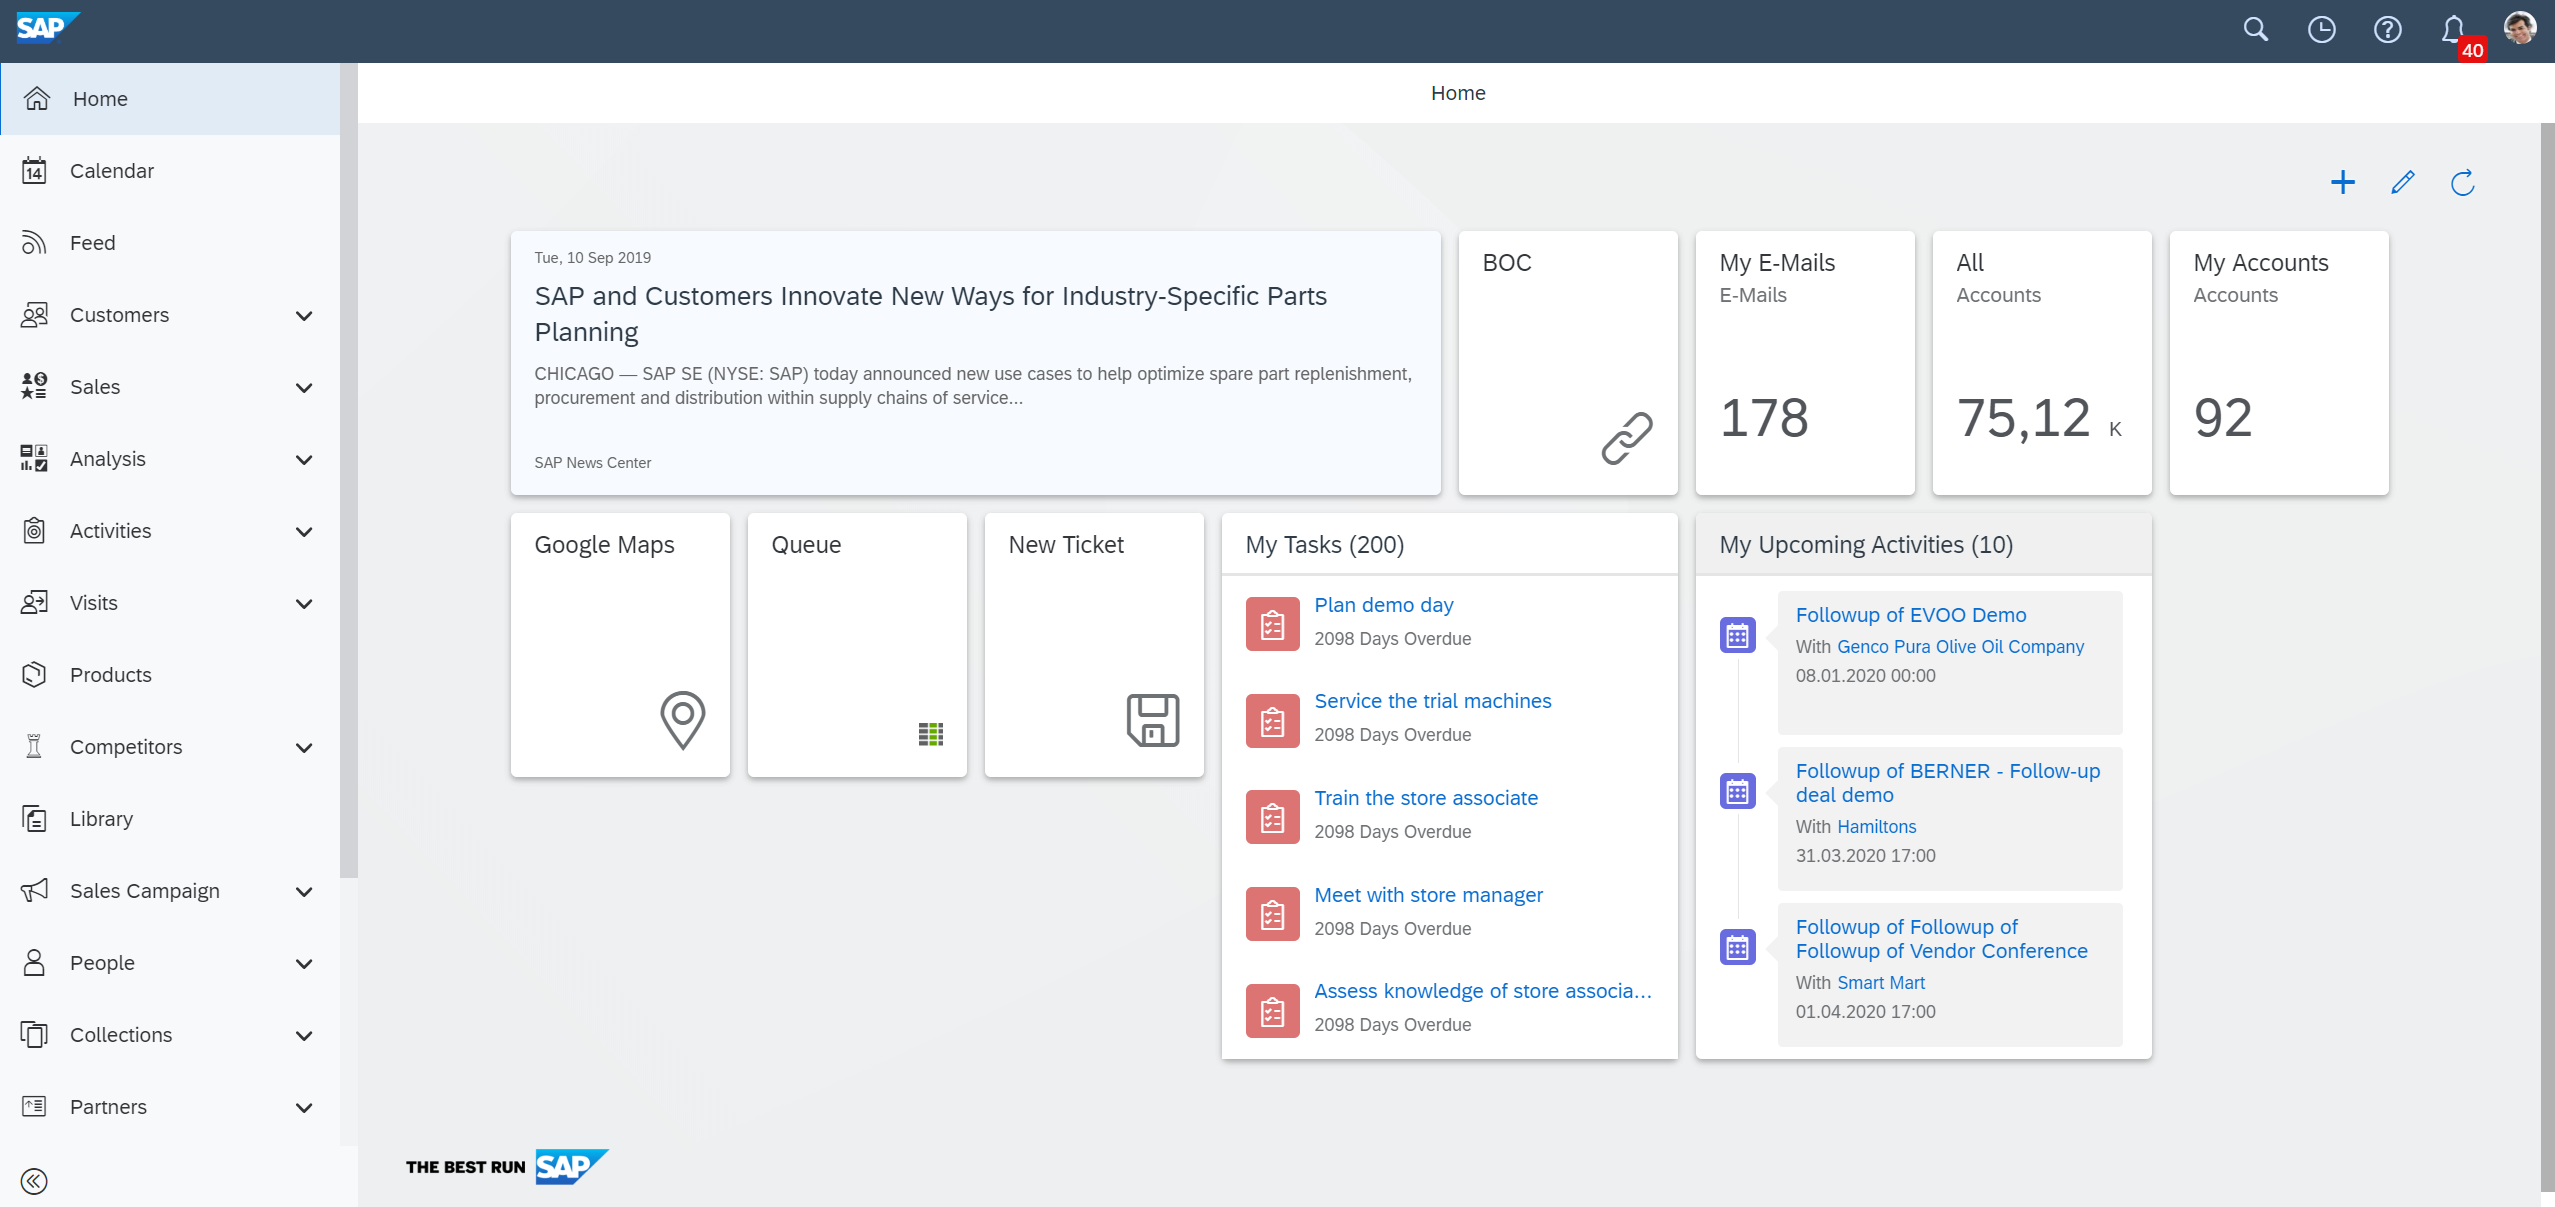 SAP
40
Home
Calendar
14
Feed
Customers
Sales
Analysis
Activities
Visits
Products
Competitors
Library
Sales Campaign
People
Collections
Partners
Home
Tue, 10 Sep 2019
SAP and Customers Innovate New Ways for Industry-Specific Parts
Planning
CHICAGO — SAP SE (NYSE: SAP) today announced new use cases to help optimize spare part replenishment,
procurement and distribution within supply chains of service...
SAP News Center
BOC
My E-Mails
E-Mails
178
All
Accounts
75,12 K
My Accounts
Accounts
92
Google Maps
Queue
New Ticket
My Tasks (200)
Plan demo day
2098 Days Overdue
Service the trial machines
2098 Days Overdue
Train the store associate
2098 Days Overdue
Meet with store manager
2098 Days Overdue
Assess knowledge of store associa...
2098 Days Overdue
My Upcoming Activities (10)
Followup of EVOO Demo
With Genco Pura Olive Oil Company
08.01.2020 00:00
Followup of BERNER - Follow-up
deal demo
With Hamiltons
31.03.2020 17:00
Followup of Followup of
Followup of Vendor Conference
With Smart Mart
01.04.2020 17:00
THE BEST RUN SAP